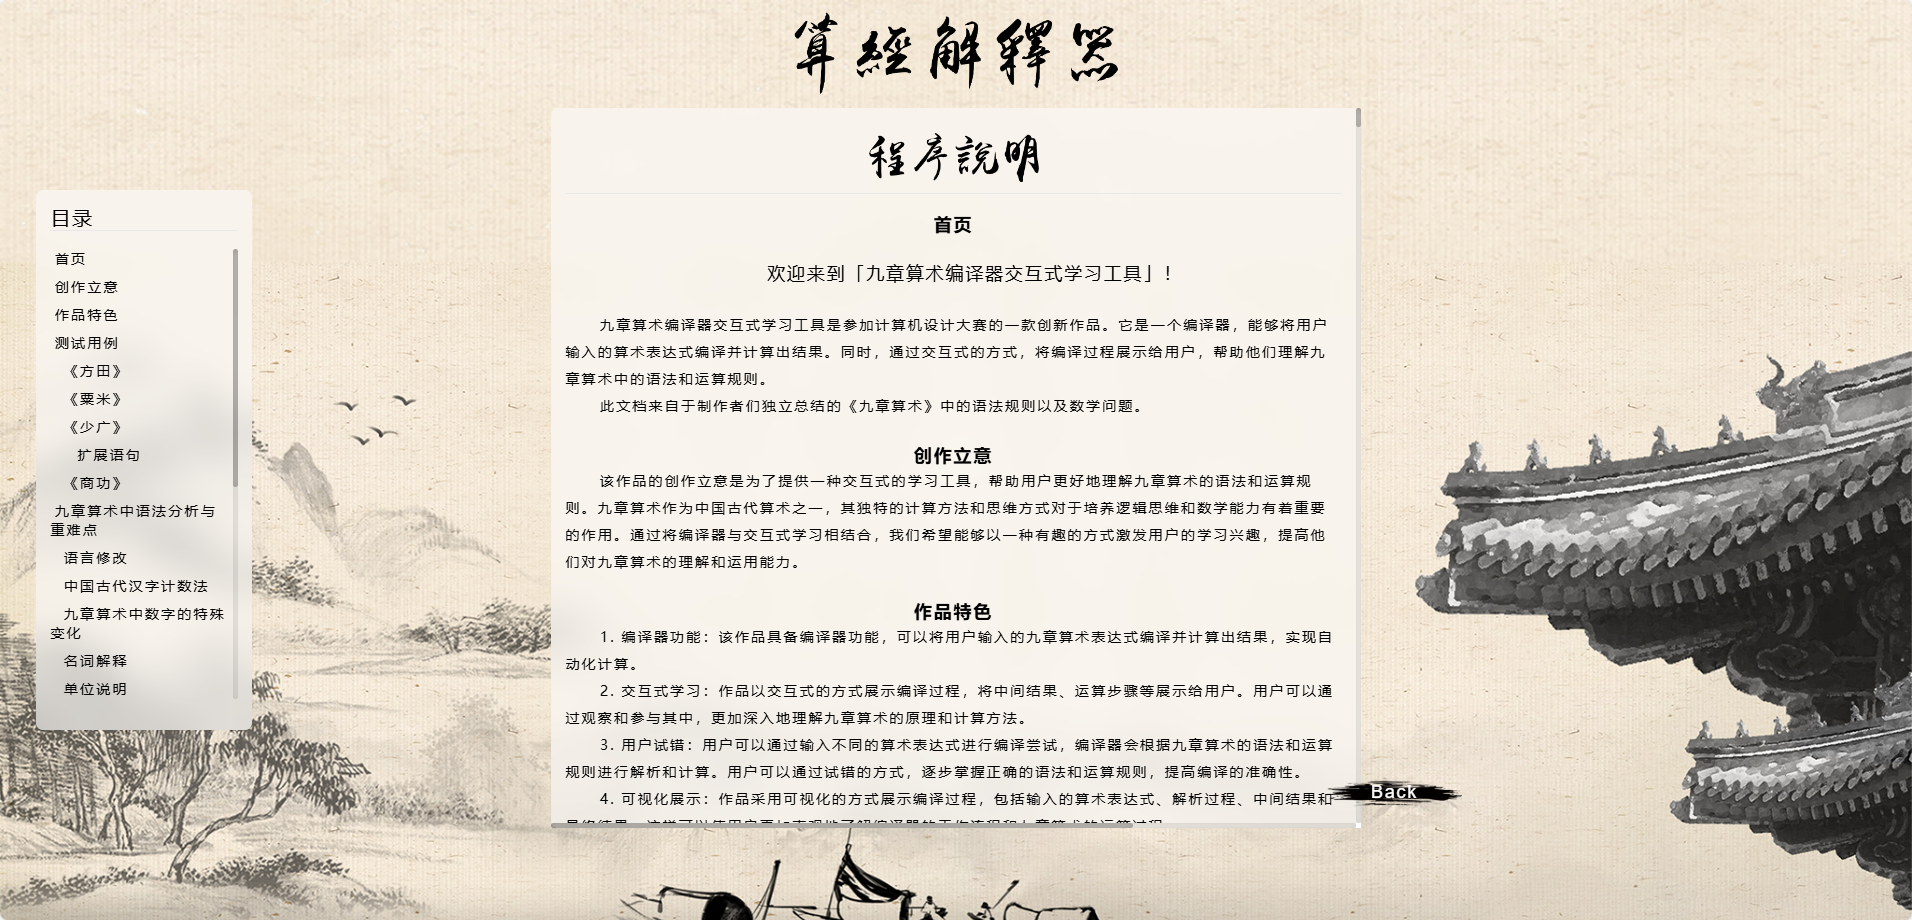 算經解釋器
目录
首页
创作立意
作品特色
测试用例
《方田》
《粟米》
《少广》
扩展语句
《商功》
九章算术中语法分析与
重难点
语言修改
中国古代汉字计数法
九章算术中数字的特殊
变化
名词解释
单位说明
程序說明
首页
欢迎来到「九章算术编译器交互式学习工具」！
九章算术编译器交互式学习工具是参加计算机设计大赛的一款创新作品。它是一个编译器，能够将用户
输入的算术表达式编译并计算出结果。同时，通过交互式的方式，将编译过程展示给用户，帮助他们理解九
章算术中的语法和运算规则。
此文档来自于制作者们独立总结的《九章算术》中的语法规则以及数学问题。
创作立意
该作品的创作立意是为了提供一种交互式的学习工具，帮助用户更好地理解九章算术的语法和运算规
则。九章算术作为中国古代算术之一，其独特的计算方法和思维方式对于培养逻辑思维和数学能力有着重要
的作用。通过将编译器与交互式学习相结合，我们希望能够以一种有趣的方式激发用户的学习兴趣，提高他
们对九章算术的理解和运用能力。
作品特色
1. 编译器功能：该作品具备编译器功能，可以将用户输入的九章算术表达式编译并计算出结果，实现自
动化计算。
2. 交互式学习：作品以交互式的方式展示编译过程，将中间结果、运算步骤等展示给用户。用户可以通
过观察和参与其中，更加深入地理解九章算术的原理和计算方法。
3. 用户试错：用户可以通过输入不同的算术表达式进行编译尝试，编译器会根据九章算术的语法和运算
规则进行解析和计算。用户可以通过试错的方式，逐步掌握正确的语法和运算规则，提高编译的准确性。
4. 可视化展示：作品采用可视化的方式展示编译过程，包括输入的算术表达式、解析过程、中间结果和
Back